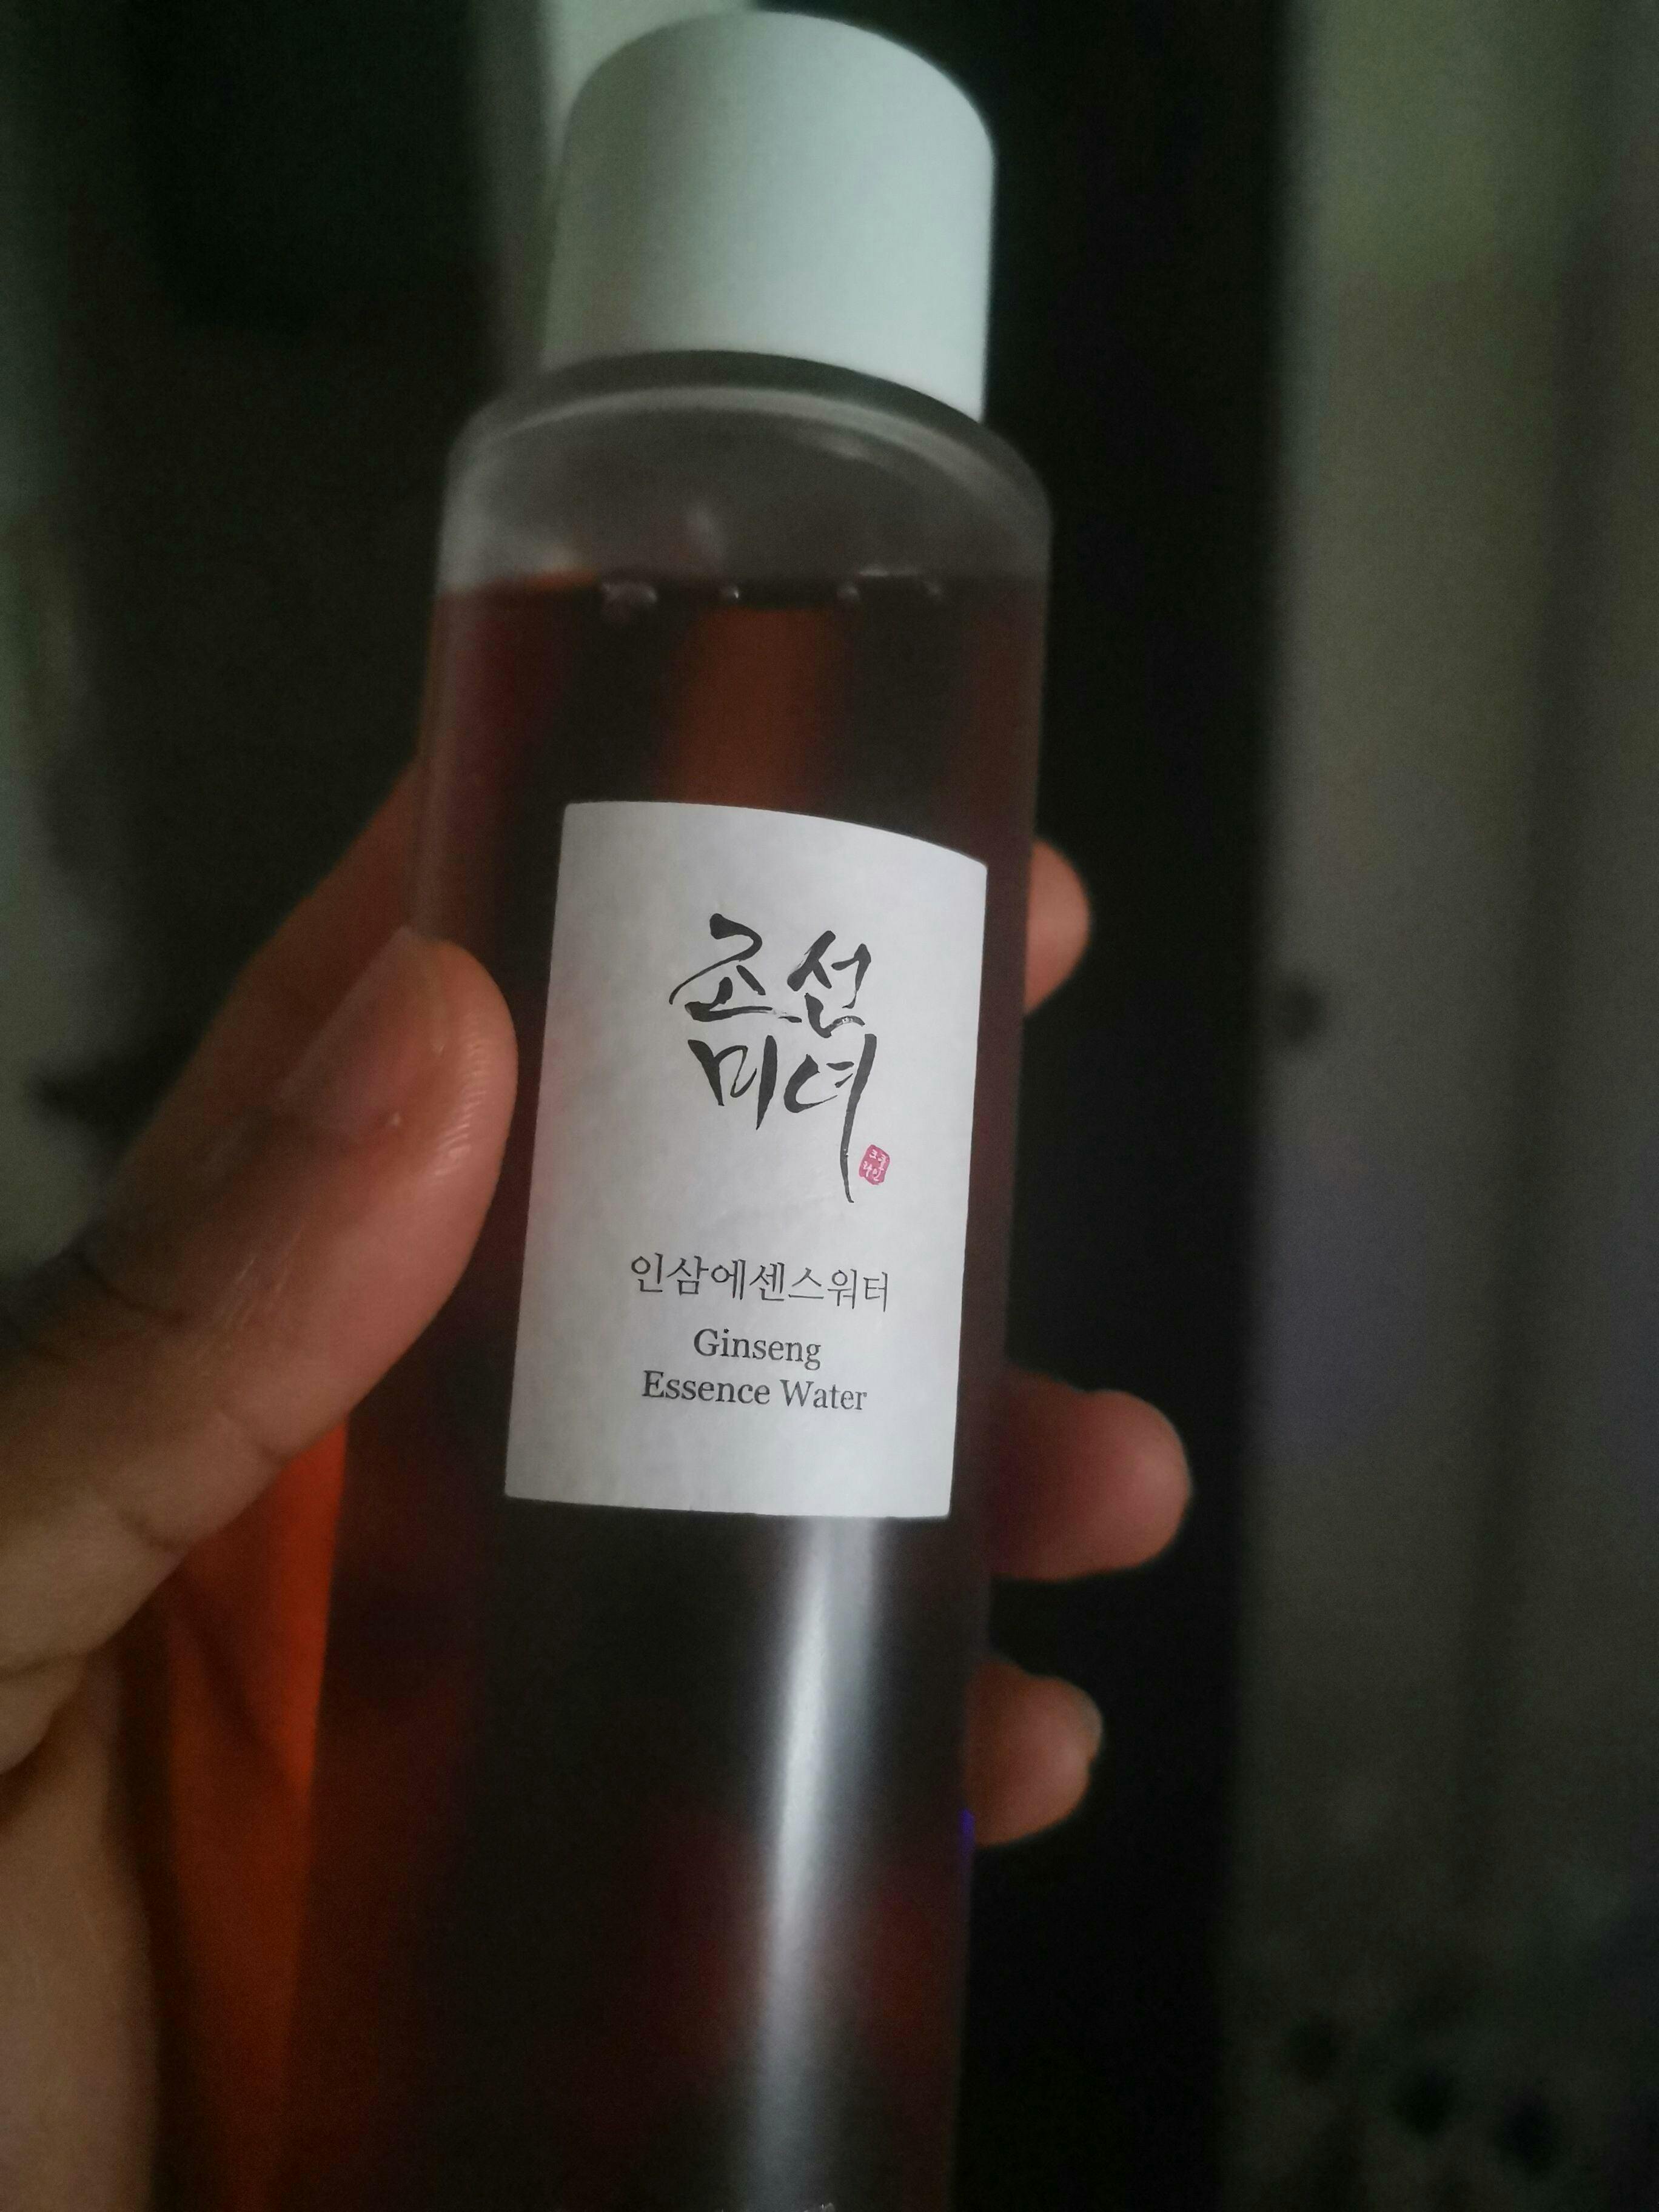 조선
미녀
인삼에센스워터
Ginseng
Essence Water